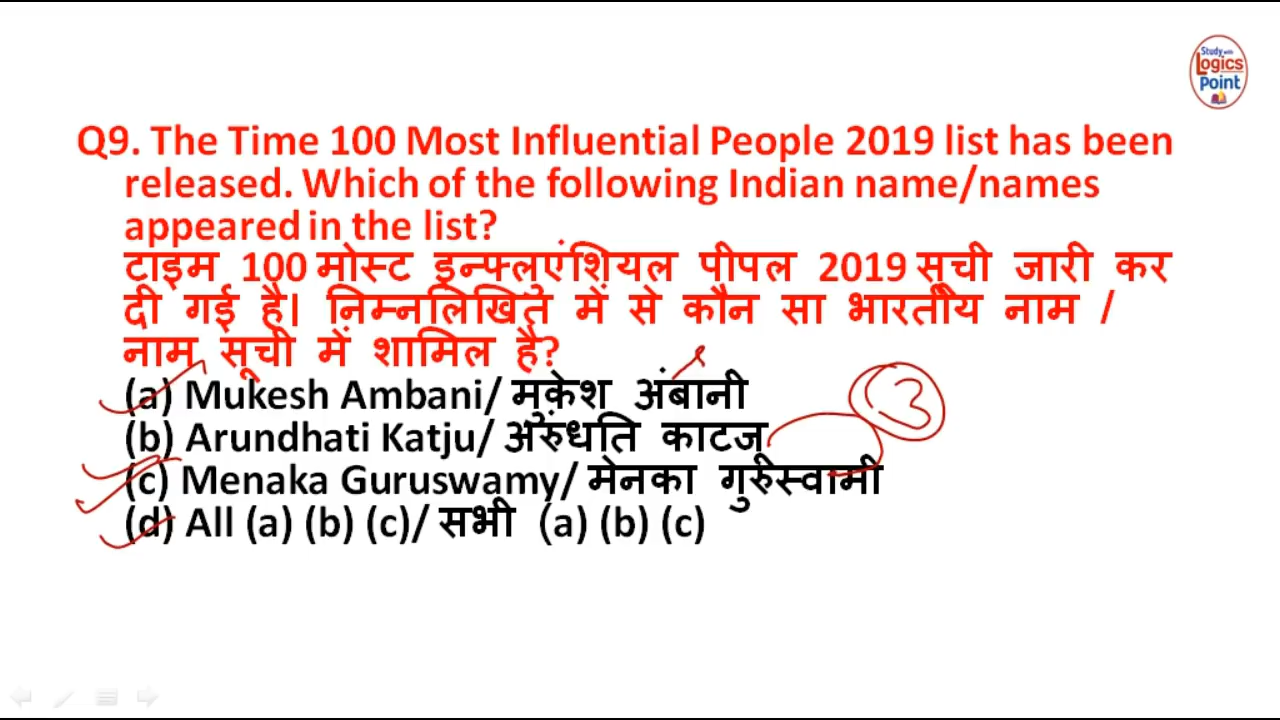 Study with
Logics
Point
Q9. The Time 100 Most Influential People 2019 list has been
released. Which of the following Indian name/names
appeared in the list?
टाइम 100 मोस्ट इन्फ्लुएंशियल पीपल 2019 सूची जारी कर
दी गई है। निम्नलिखित में से कौन सा भारतीय नाम /
नाम सूची में शामिल है?
(a) Mukesh Ambani/ मुकेश अंबानी
(b) Arundhati Katju/ अरुंधति काटजू
(c) Menaka Guruswamy/ मेनका गुरुस्वामी
(d) All (a) (b) (c)/ सभी (a) (b) (c)
3